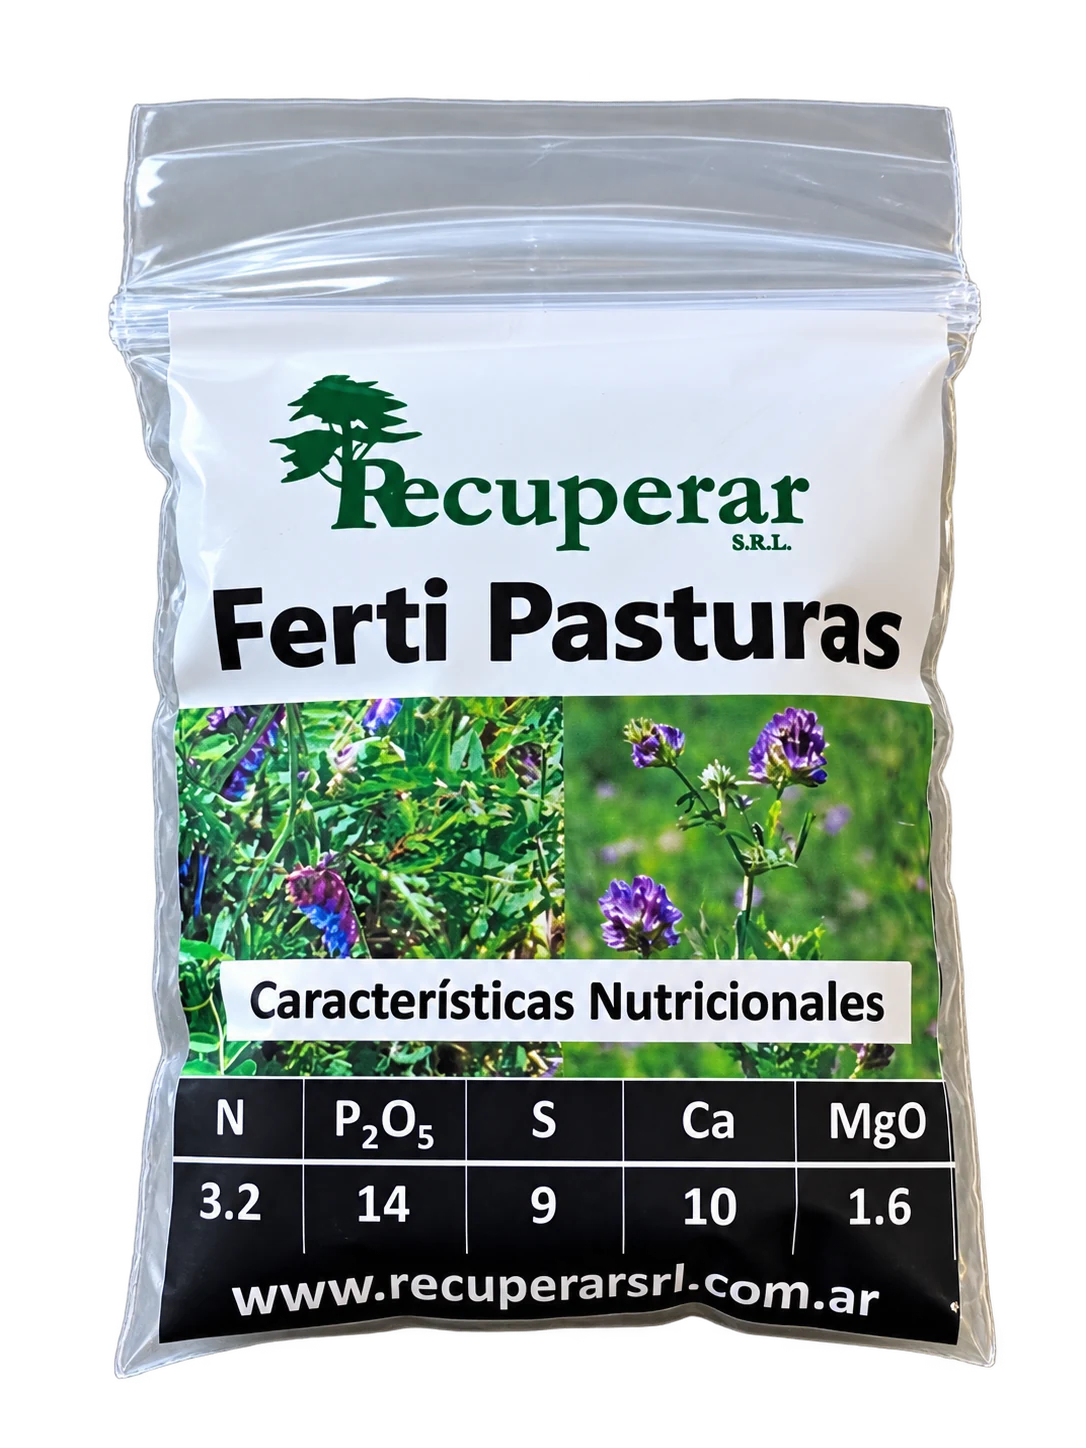 Recuperar
S.R.L.
Ferti Pasturas
Características Nutricionales
N P₂O₅ S Ca MgO
3.2 14 9 10 1.6
www.recuperarsrl.com.ar